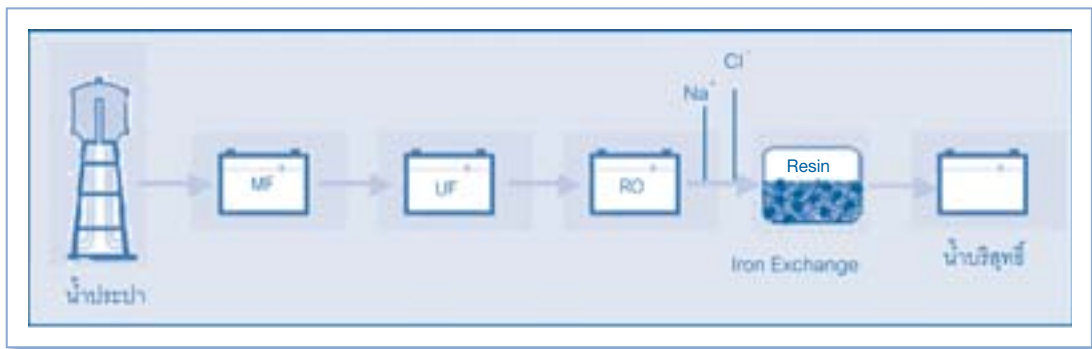 น้ำประปา
MF
UF
RO
Na+
Cl-
Resin
Iron Exchange
น้ำบริสุทธิ์